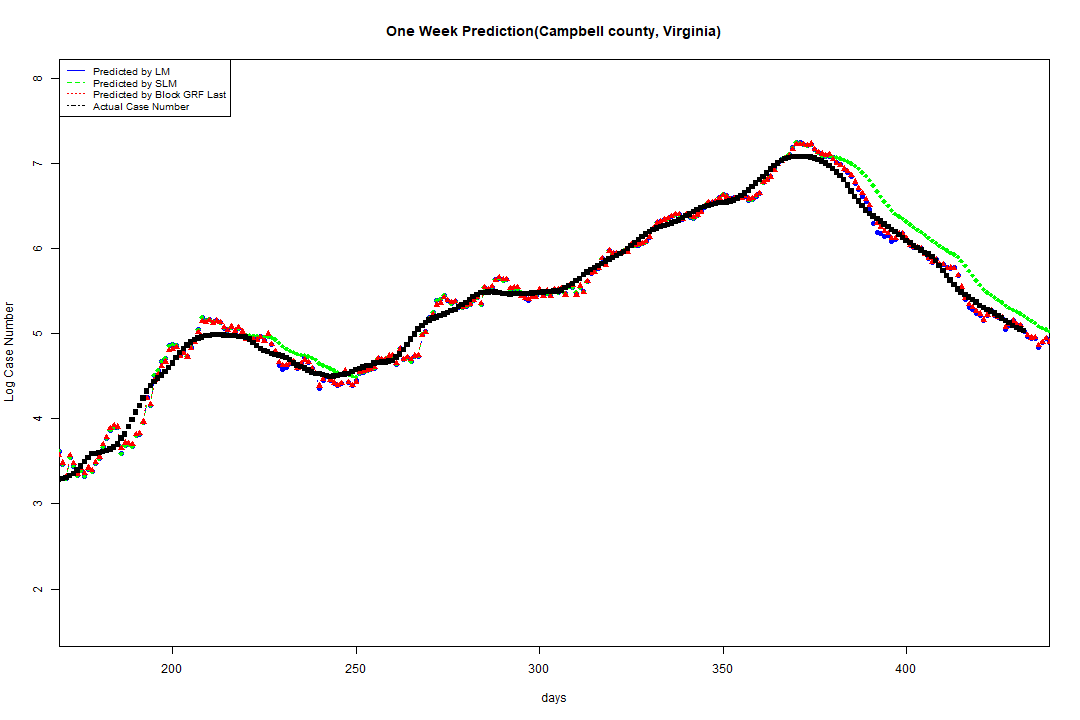 One Week Prediction(Campbell county, Virginia)
Predicted by LM
Predicted by SLM
Predicted by Block GRF Last
Actual Case Number
8
7
6
5
4
3
2
Log Case Number
200 250 300 350 400
days